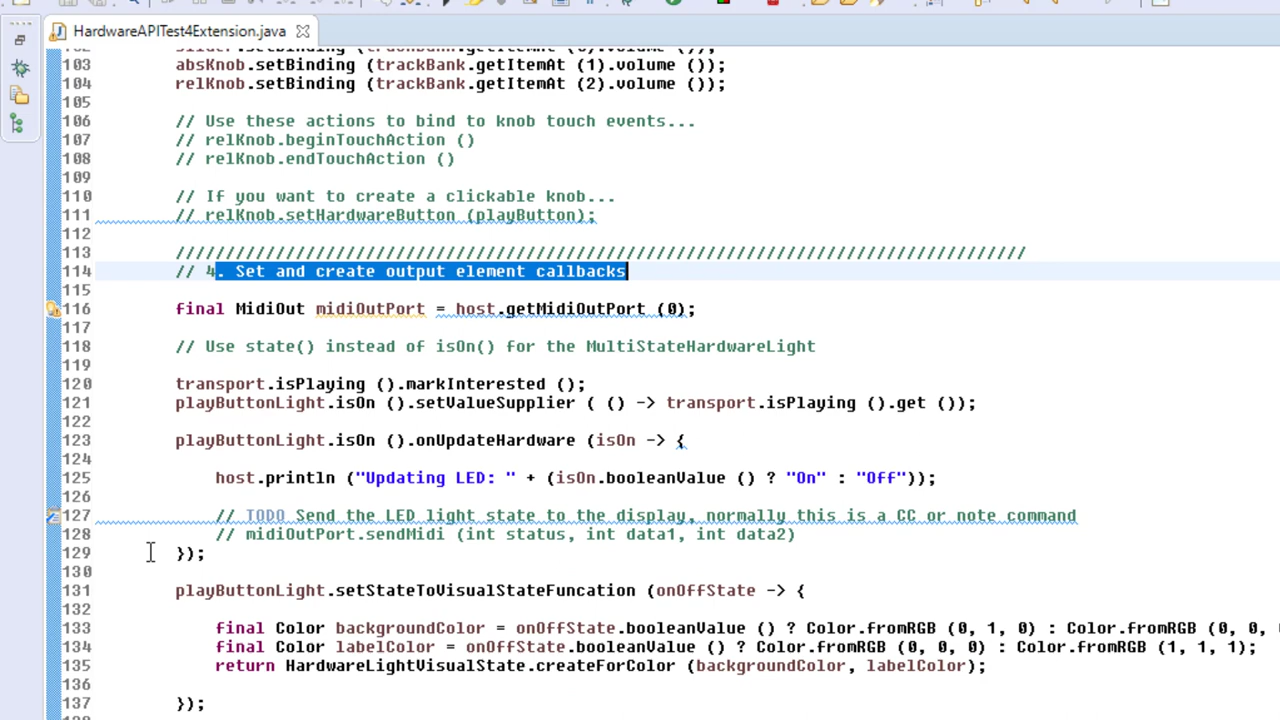 HardwareAPITest4Extension.java
102 slider.setBinding (trackBank.getItemAt (0).volume ());
103 absKnob.setBinding (trackBank.getItemAt (1).volume ());
104 relKnob.setBinding (trackBank.getItemAt (2).volume ());
105
106 // Use these actions to bind to knob touch events...
107 // relKnob.beginTouchAction ()
108 // relKnob.endTouchAction ()
109
110 // If you want to create a clickable knob...
111 // relKnob.setHardwareButton (playButton);
112
113 /////////////////////////////////////////////////////////////////////////////////////
114 // 4. Set and create output element callbacks
115
116 final MidiOut midiOutPort = host.getMidiOutPort (0);
117
118 // Use state() instead of isOn() for the MultiStateHardwareLight
119
120 transport.isPlaying ().markInterested ();
121 playButtonLight.isOn ().setValueSupplier ( () -> transport.isPlaying ().get ());
122
123 playButtonLight.isOn ().onUpdateHardware (isOn -> {
124
125 host.println ("Updating LED: " + (isOn.booleanValue () ? "On" : "Off"));
126
127 // TODO Send the LED light state to the display, normally this is a CC or note command
128 // midiOutPort.sendMidi (int status, int data1, int data2)
129 });
130
131 playButtonLight.setStateToVisualStateFuncation (onOffState -> {
132
133 final Color backgroundColor = onOffState.booleanValue () ? Color.fromRGB (0, 1, 0) : Color.fromRGB (0, 0,
134 final Color labelColor = onOffState.booleanValue () ? Color.fromRGB (0, 0, 0) : Color.fromRGB (1, 1, 1);
135 return HardwareLightVisualState.createForColor (backgroundColor, labelColor);
136
137 });